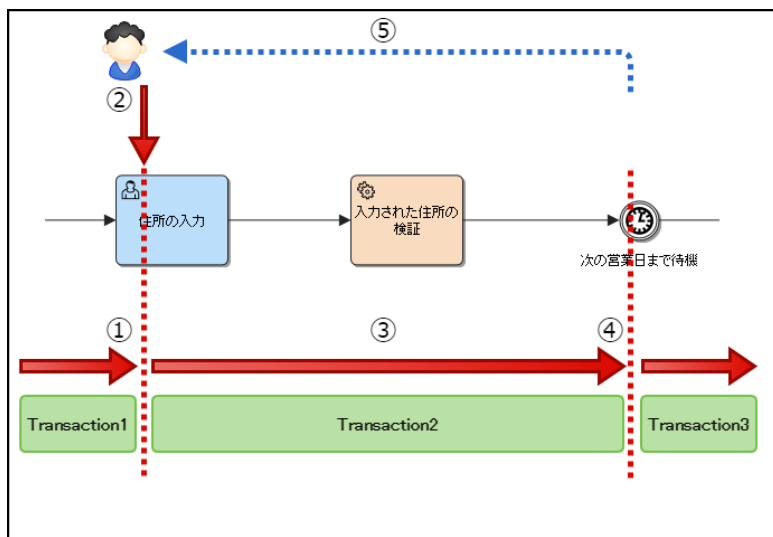 ⑤
②
住所の入力
入力された住所の
検証
次の営業日まで待機
①
③
④
Transaction1
Transaction2
Transaction3